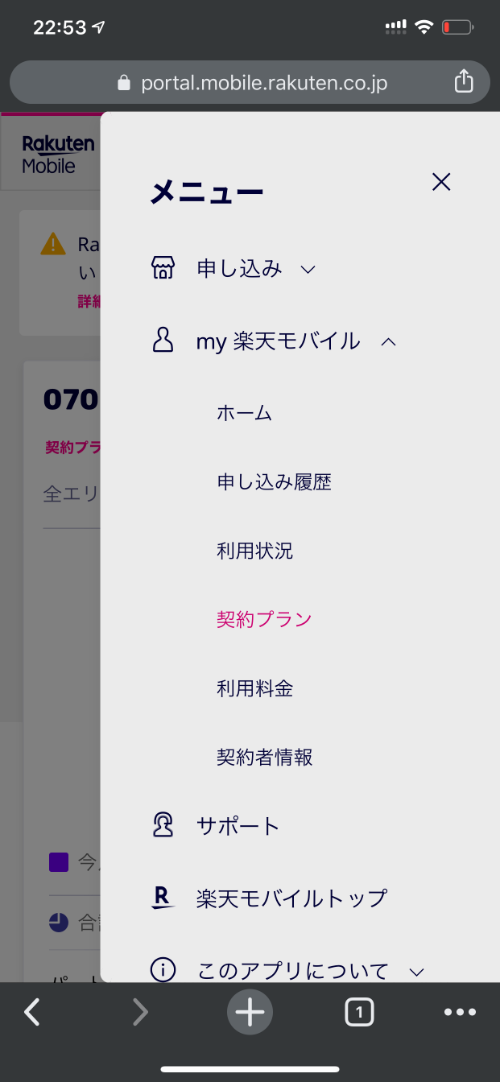 22:53
portal.mobile.rakuten.co.jp
Rakuten
Mobile
メニュー
Ra
い
詳細
申し込み
my 楽天モバイル
070
ホーム
契約プラ
申し込み履歴
全エリ
利用状況
契約プラン
利用料金
契約者情報
サポート
今
楽天モバイルトップ
合
このアプリについて
1